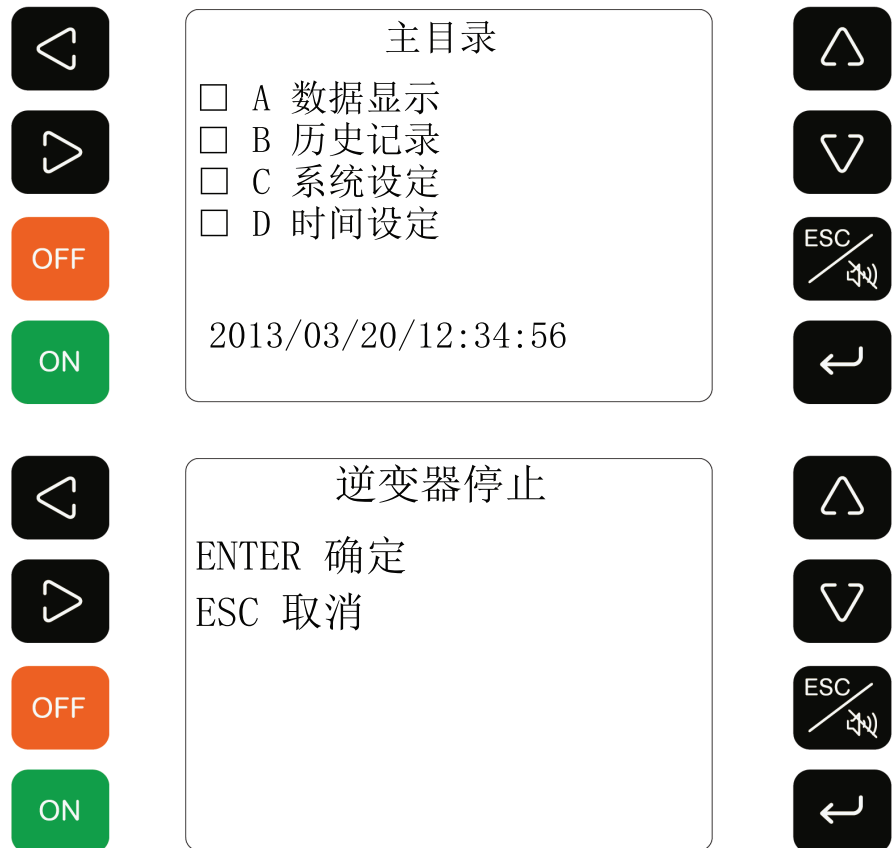 主目录
□ A 数据显示
□ B 历史记录
□ C 系统设定
OFF
□ D 时间设定
ESC
2013/03/20/12:34:56
ON
逆变器停止
ENTER 确定
ESC 取消
OFF
ESC
ON